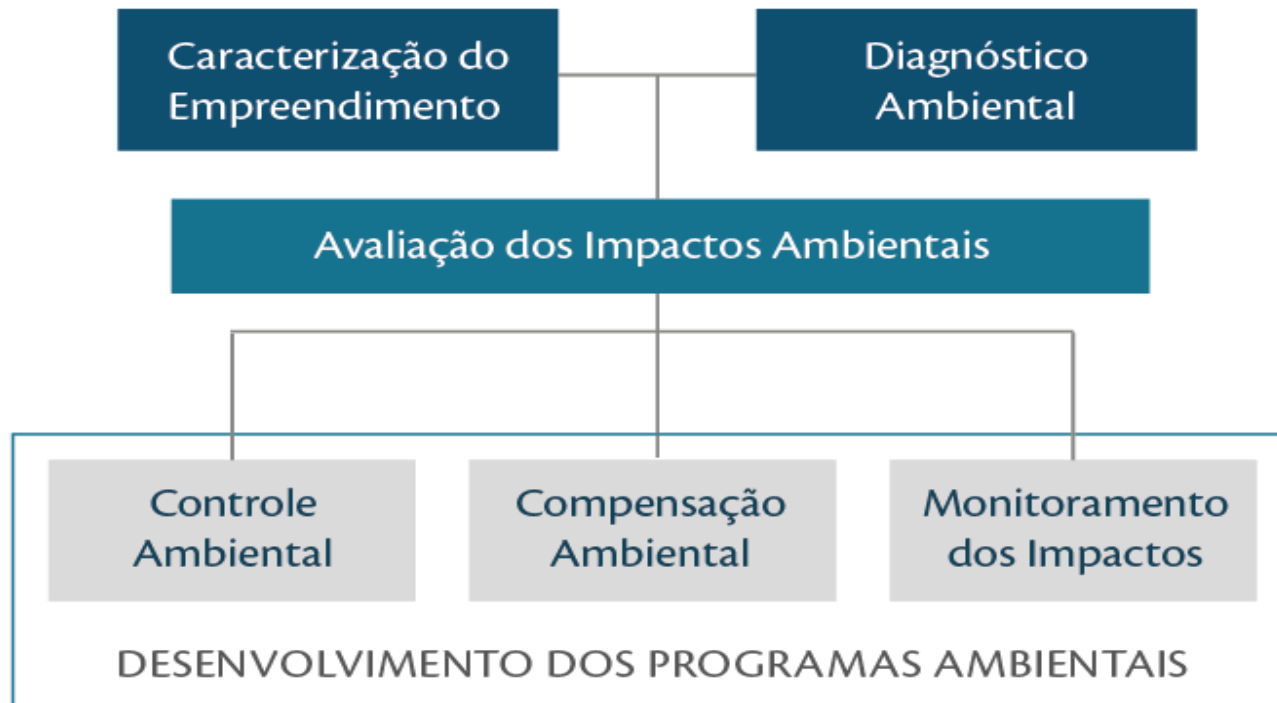 Caracterização do
Empreendimento
Diagnóstico
Ambiental
Avaliação dos Impactos Ambientais
Controle
Ambiental
Compensação
Ambiental
Monitoramento
dos Impactos
DESENVOLVIMENTO DOS PROGRAMAS AMBIENTAIS